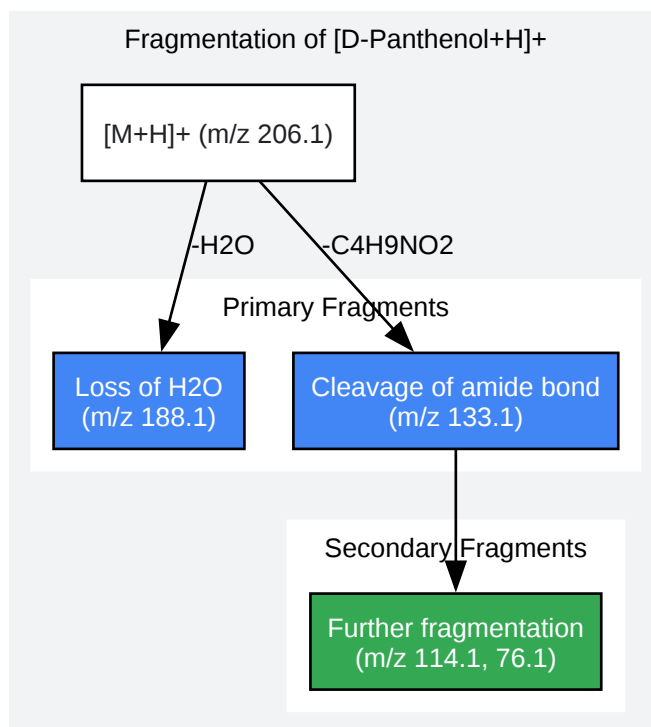 Fragmentation of [D-Panthenol+H]+
[M+H]+ (m/z 206.1)
-H2O
-C4H9NO2
Primary Fragments
Loss of H2O
(m/z 188.1)
Cleavage of amide bond
(m/z 133.1)
Secondary Fragments
Further fragmentation
(m/z 114.1, 76.1)